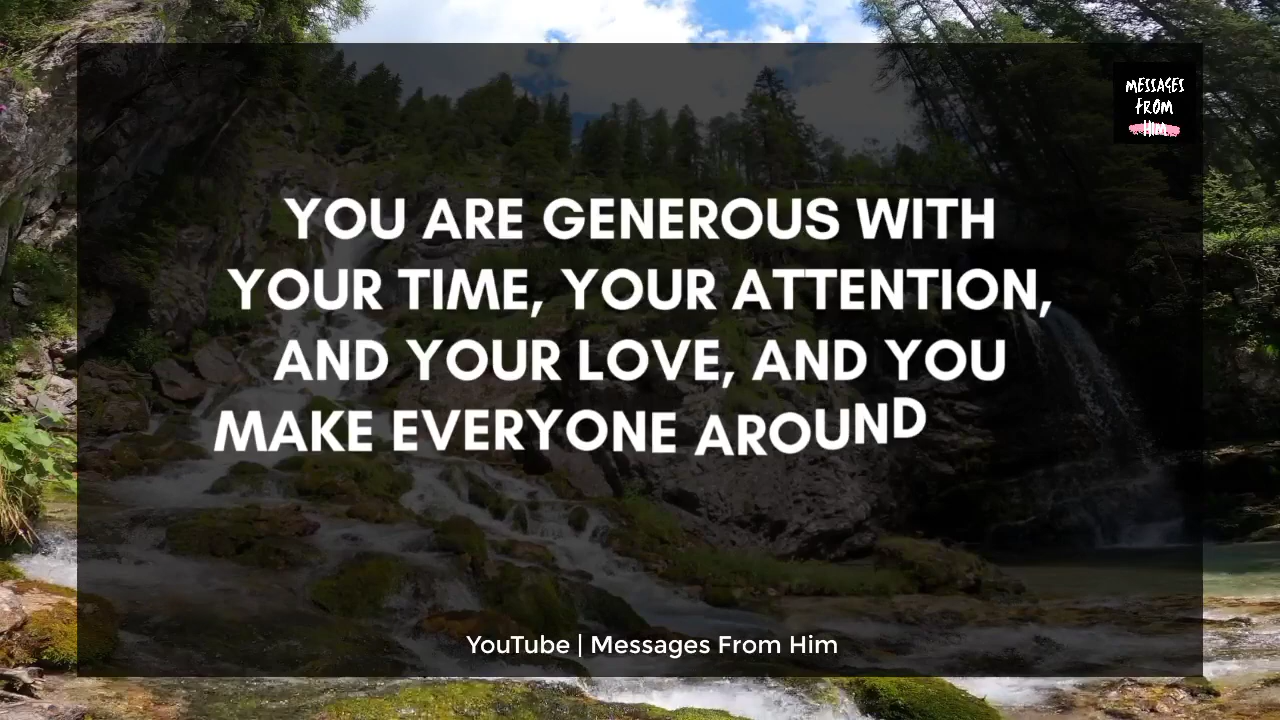 MESSAGES
FROM
HIM
YOU ARE GENEROUS WITH
YOUR TIME, YOUR ATTENTION,
AND YOUR LOVE, AND YOU
MAKE EVERYONE AROUND
YouTube | Messages From Him